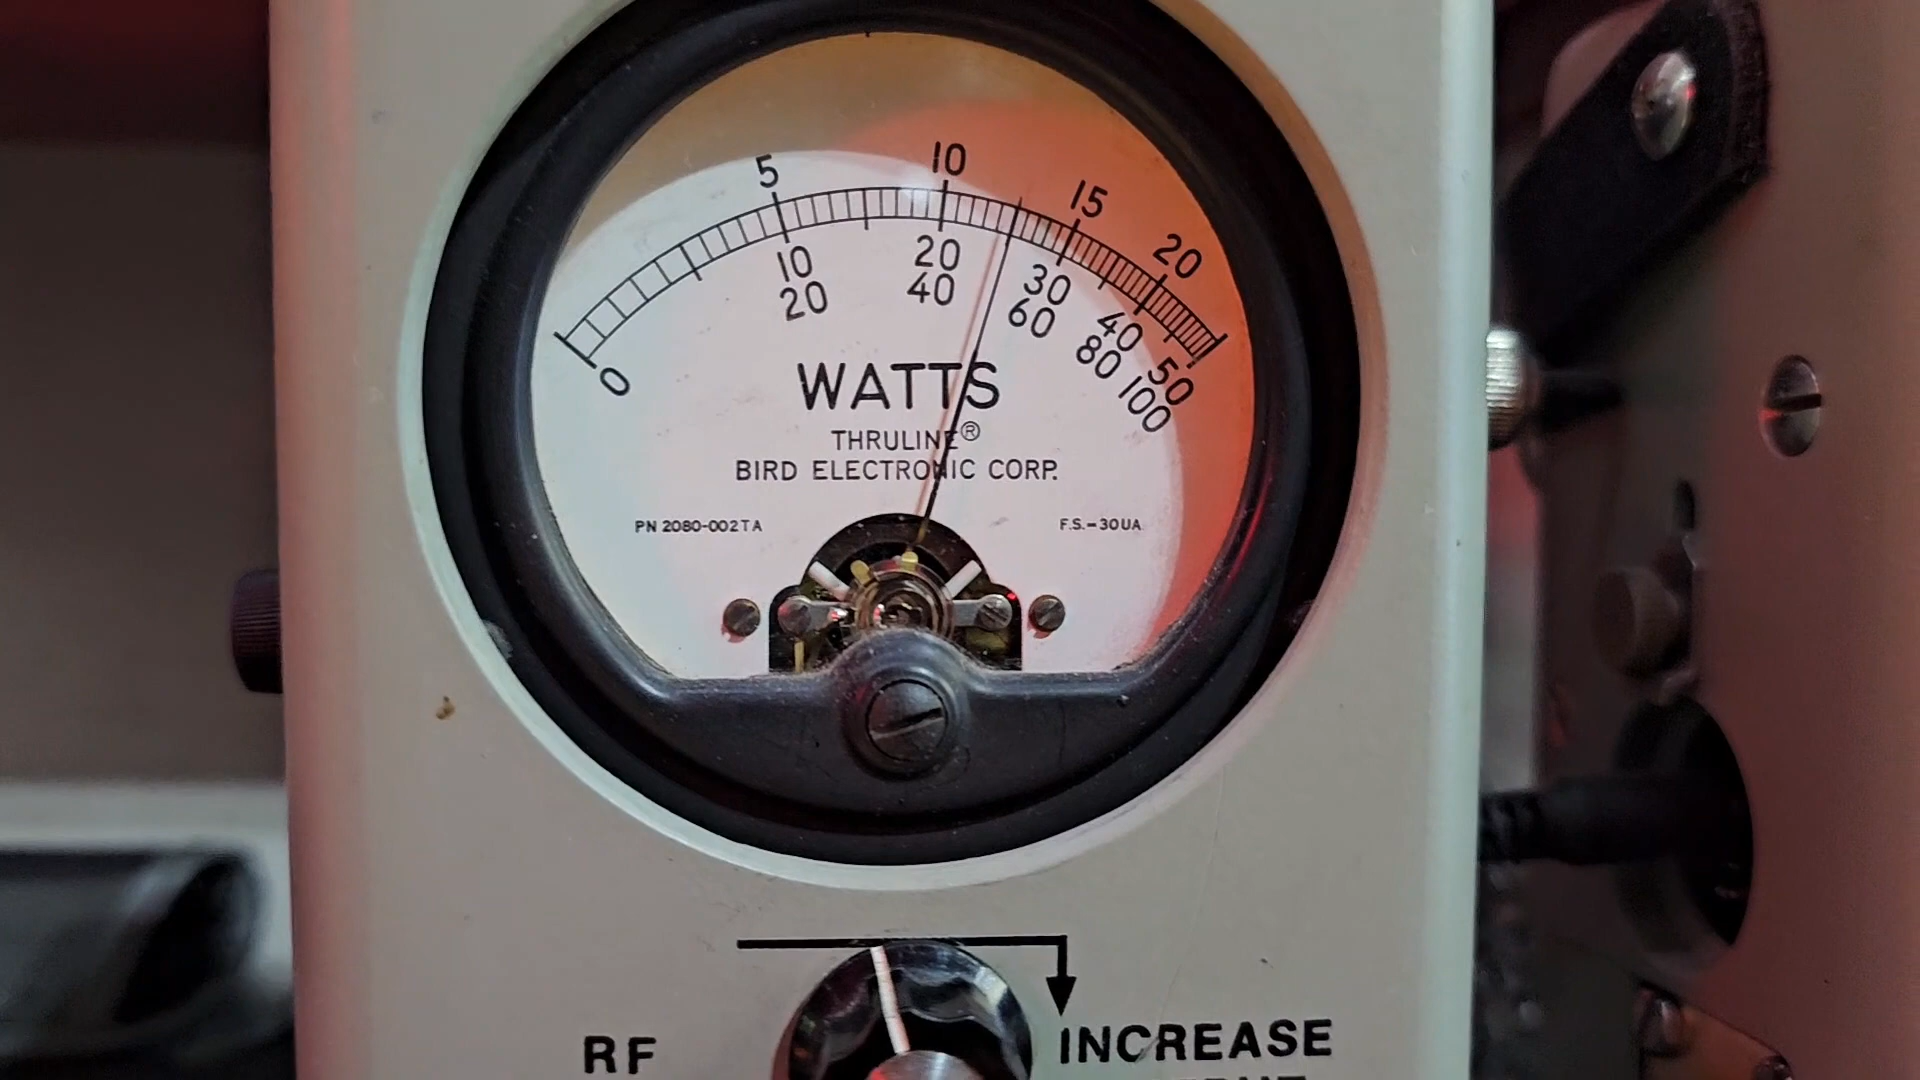 5 10 15 20
0 10 20 30 40 50
20 40 60 80 100
WATTS
THRULINE®
BIRD ELECTRONIC CORP.
PN 2080-002TA F.S.-30UA
RF INCREASE